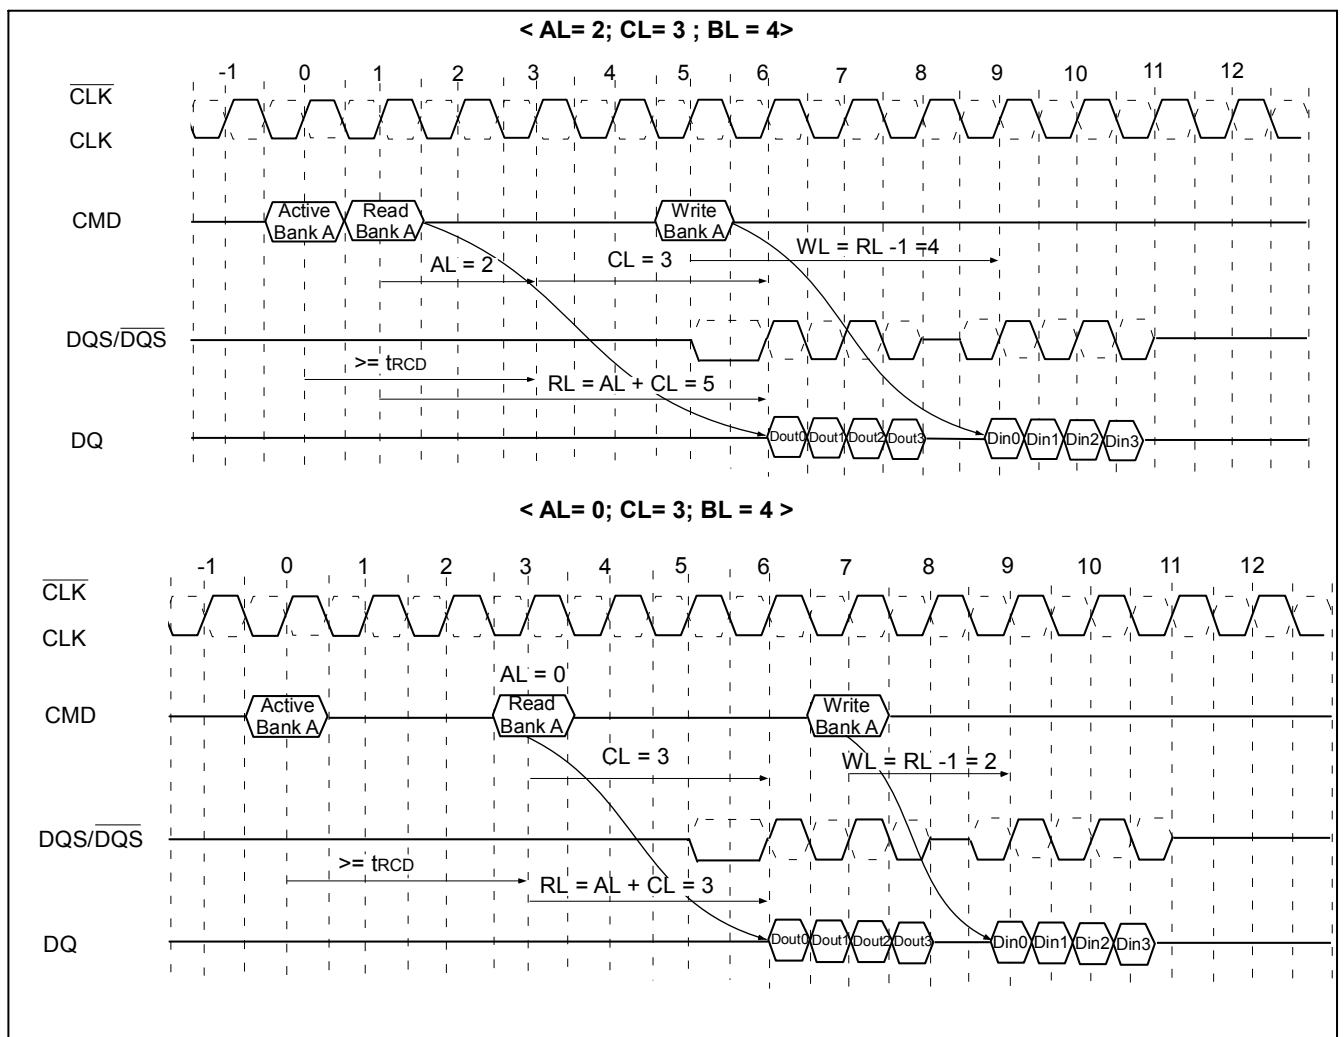 < AL= 2; CL= 3 ; BL = 4>
-1 0 1 2 3 4 5 6 7 8 9 10 11 12
CLK
CLK
CMD
Active Bank A
Read Bank A
Write Bank A
WL = RL -1 =4
AL = 2
CL = 3
DQS/DQS
>= tRCD
RL = AL + CL = 5
DQ
Dout0 Dout1 Dout2 Dout3 Din0 Din1 Din2 Din3
< AL= 0; CL= 3; BL = 4 >
-1 0 1 2 3 4 5 6 7 8 9 10 11 12
CLK
CLK
AL = 0
CMD
Active Bank A
Read Bank A
Write Bank A
CL = 3
WL = RL -1 = 2
DQS/DQS
>= tRCD
RL = AL + CL = 3
DQ
Dout0 Dout1 Dout2 Dout3 Din0 Din1 Din2 Din3